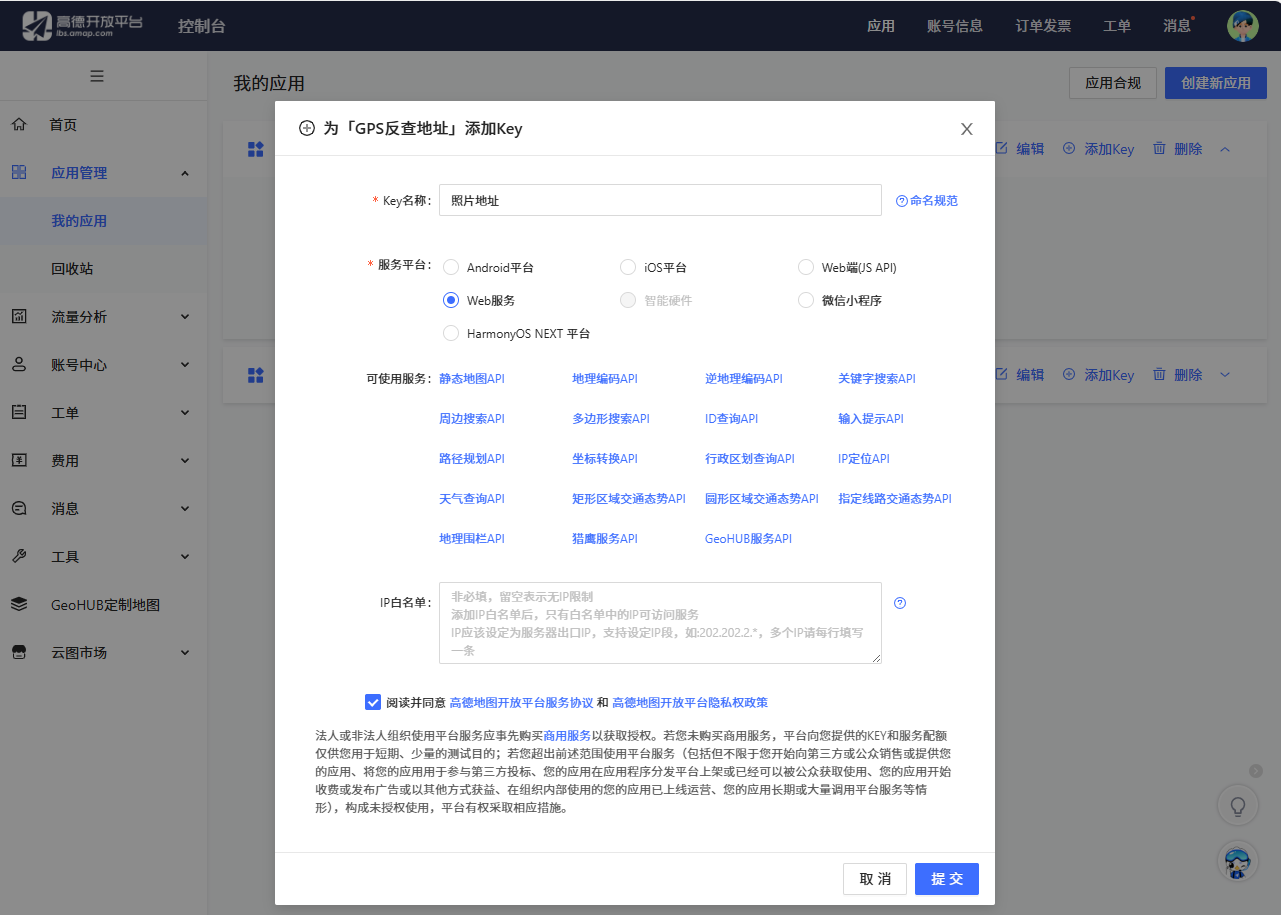 高德开放平台
lbs.amap.com
控制台
应用 账号信息 订单发票 工单 消息
我的应用
应用合规 创建新应用
首页
应用管理
我的应用
回收站
流量分析
账号中心
工单
费用
消息
工具
GeoHUB定制地图
云图市场
编辑 添加Key 删除
编辑 添加Key 删除
为「GPS反查地址」添加Key
* Key名称: 照片地址 命名规范
* 服务平台: Android平台 iOS平台 Web端(JS API)
Web服务 智能硬件 微信小程序
HarmonyOS NEXT 平台
可使用服务: 静态地图API 地理编码API 逆地理编码API 关键字搜索API
周边搜索API 多边形搜索API ID查询API 输入提示API
路径规划API 坐标转换API 行政区划查询API IP定位API
天气查询API 矩形区域交通态势API 圆形区域交通态势API 指定线路交通态势API
地理围栏API 猎鹰服务API GeoHUB服务API
IP白名单: 非必填，留空表示无IP限制
添加IP白名单后，只有白名单中的IP可访问服务
IP应该设定为服务器出口IP，支持设定IP段，如:202.202.2.*，多个IP请每行填写
一条
阅读并同意 高德地图开放平台服务协议 和 高德地图开放平台隐私权政策
法人或非法人组织使用平台服务应事先购买商用服务以获取授权。若您未购买商用服务，平台向您提供的KEY和服务配额
仅供您用于短期、少量的测试目的；若您超出前述范围使用平台服务（包括但不限于您开始向第三方或公众销售或提供您
的应用、将您的应用用于参与第三方投标、您的应用在应用程序分发平台上架或已经可以被公众获取使用、您的应用开始
收费或发布广告或以其他方式获益、在组织内部使用的您的应用已上线运营、您的应用长期或大量调用平台服务等情
形），构成未授权使用，平台有权采取相应措施。
取 消 提 交